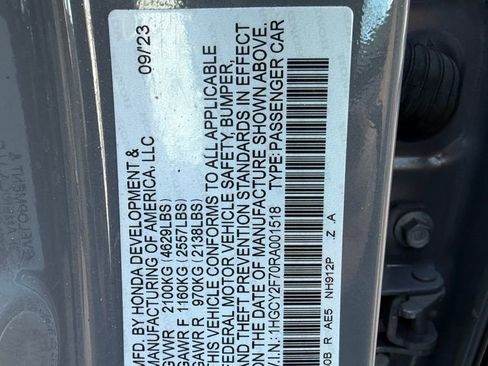 MFD. BY HONDA DEVELOPMENT & 09/23
MANUFACTURING OF AMERICA, LLC
GVWR 2100KG (4629LBS)
GAWR F 1160KG (2557LBS)
GAWR R 970KG (2138LBS)
THIS VEHICLE CONFORMS TO ALL APPLICABLE
FEDERAL MOTOR VEHICLE SAFETY, BUMPER,
AND THEFT PREVENTION STANDARDS IN EFFECT
ON THE DATE OF MANUFACTURE SHOWN ABOVE.
V.I.N.: 1HGCY2F70RA001518 TYPE:PASSENGER CAR
0B R AE5 NH912P .Z .A